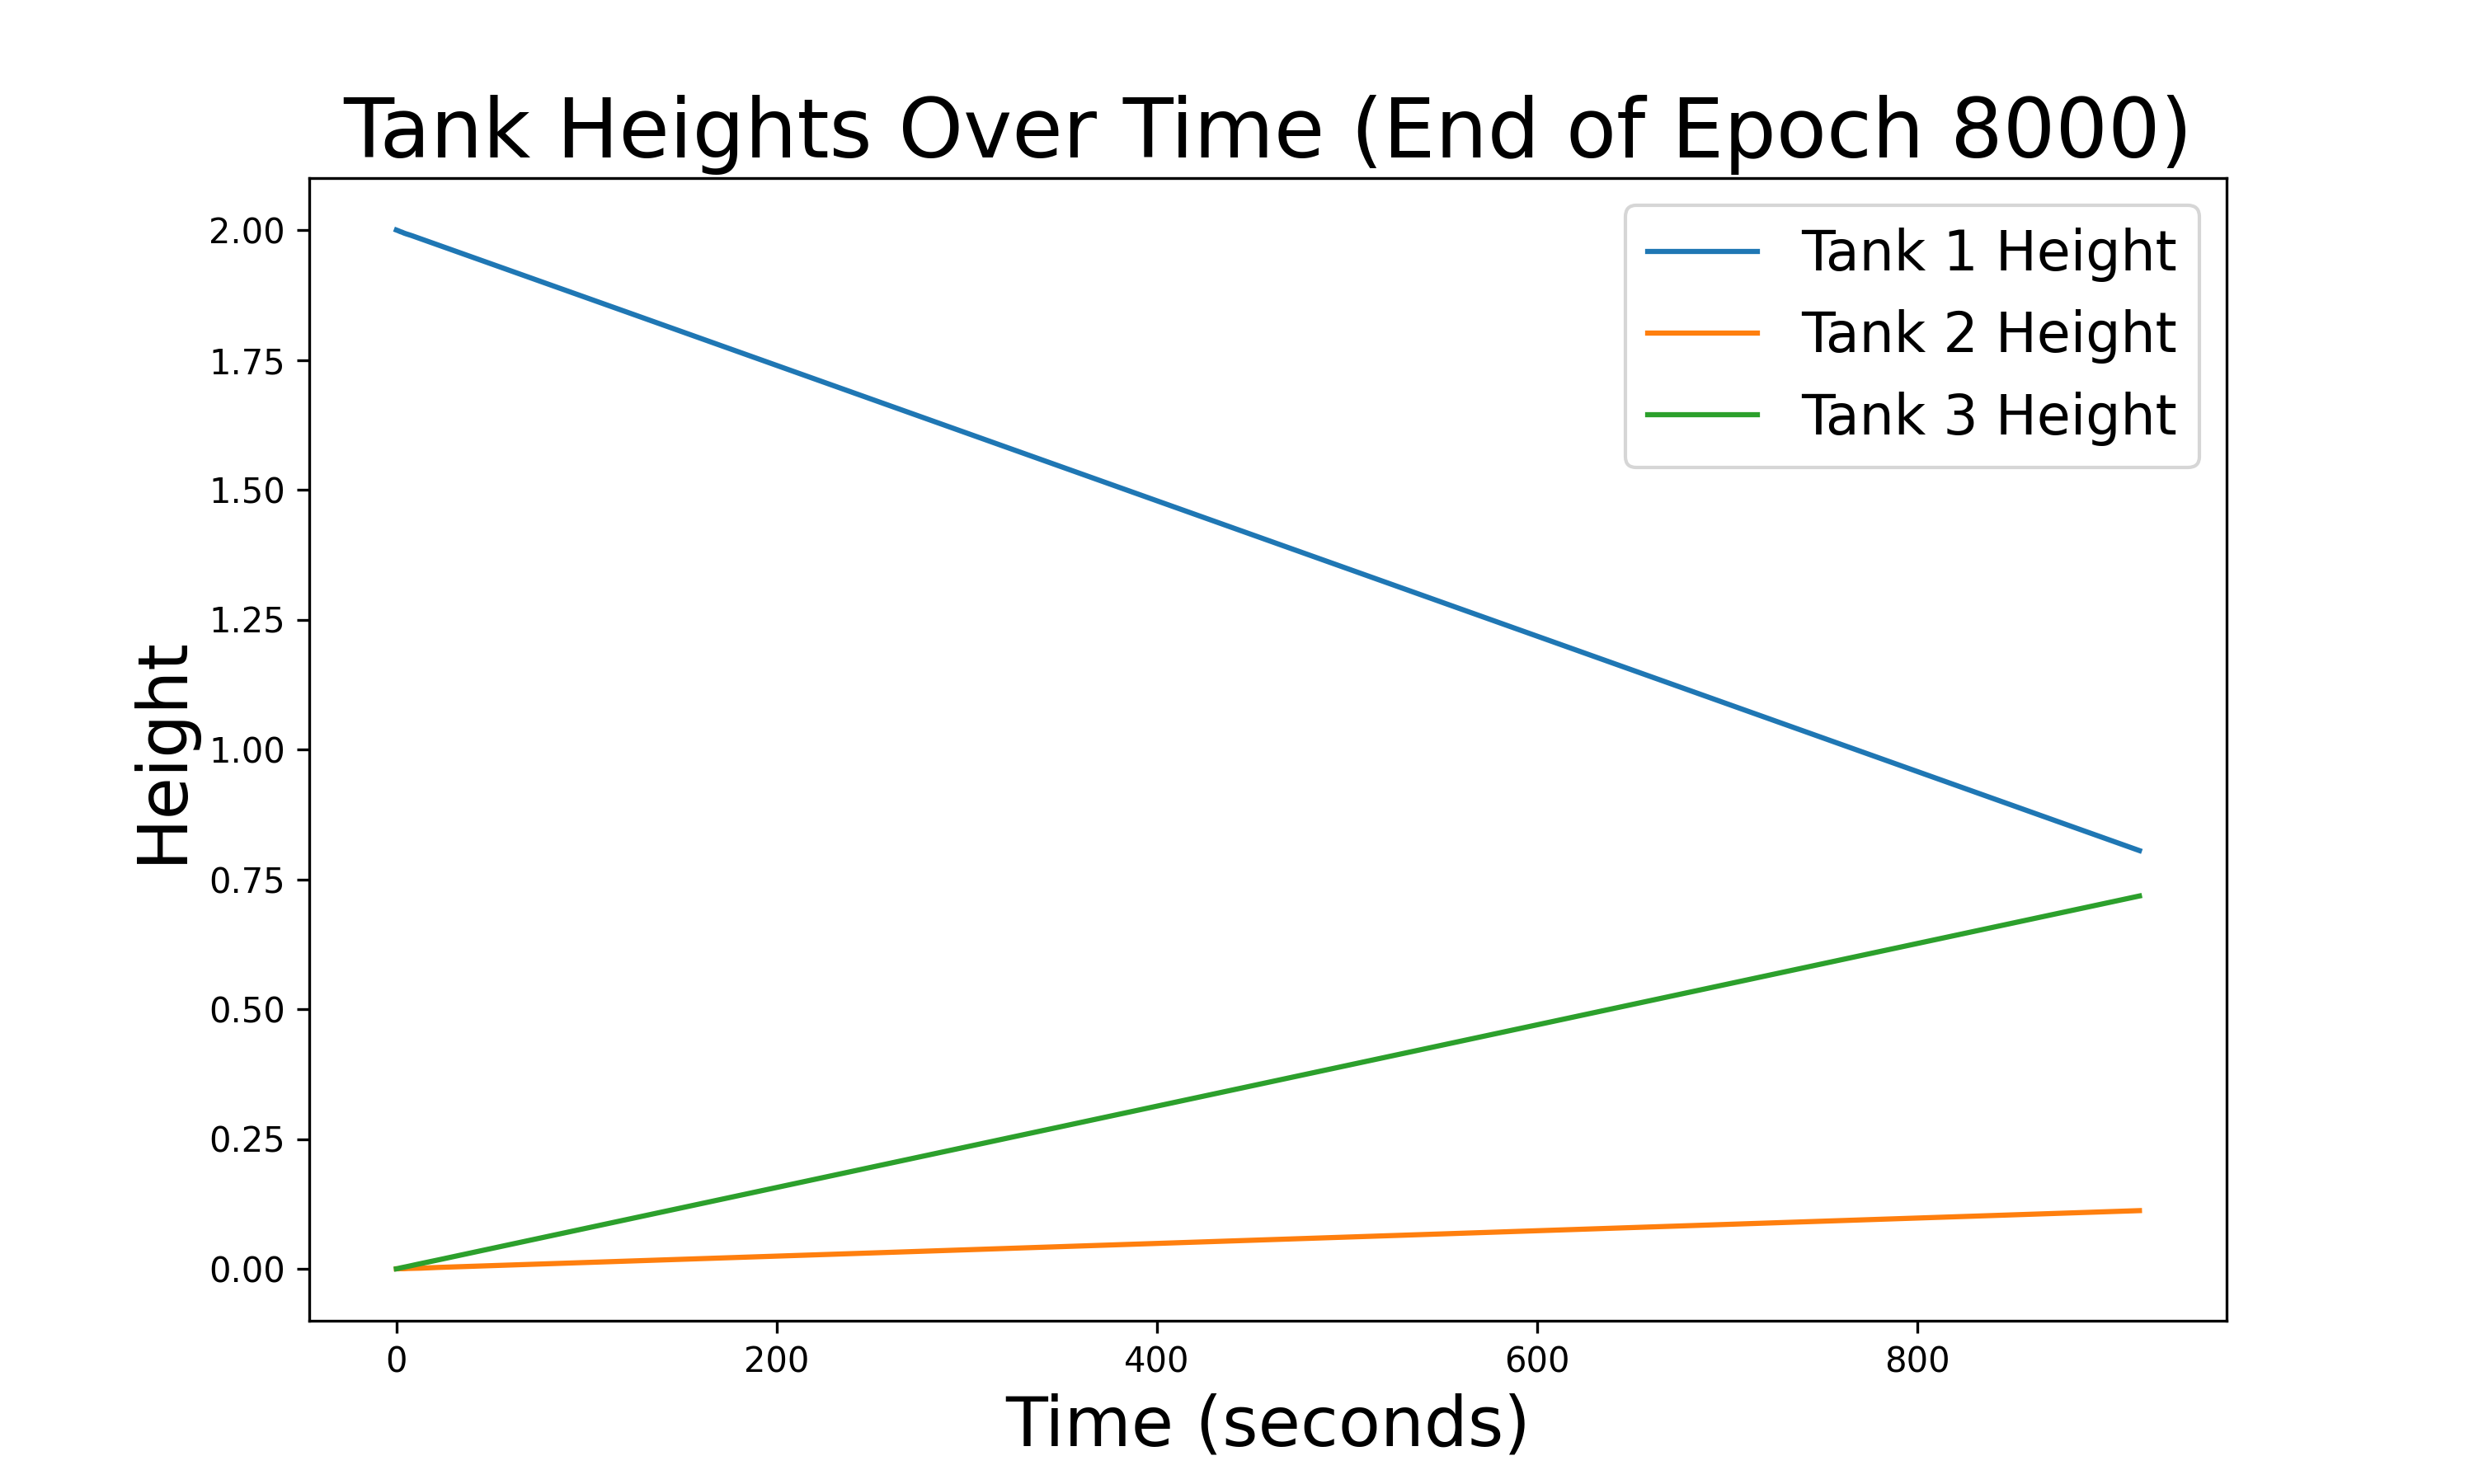 Tank Heights Over Time (End of Epoch 8000)
Tank 1 Height
Tank 2 Height
Tank 3 Height
Height
2.00
1.75
1.50
1.25
1.00
0.75
0.50
0.25
0.00
0 200 400 600 800
Time (seconds)